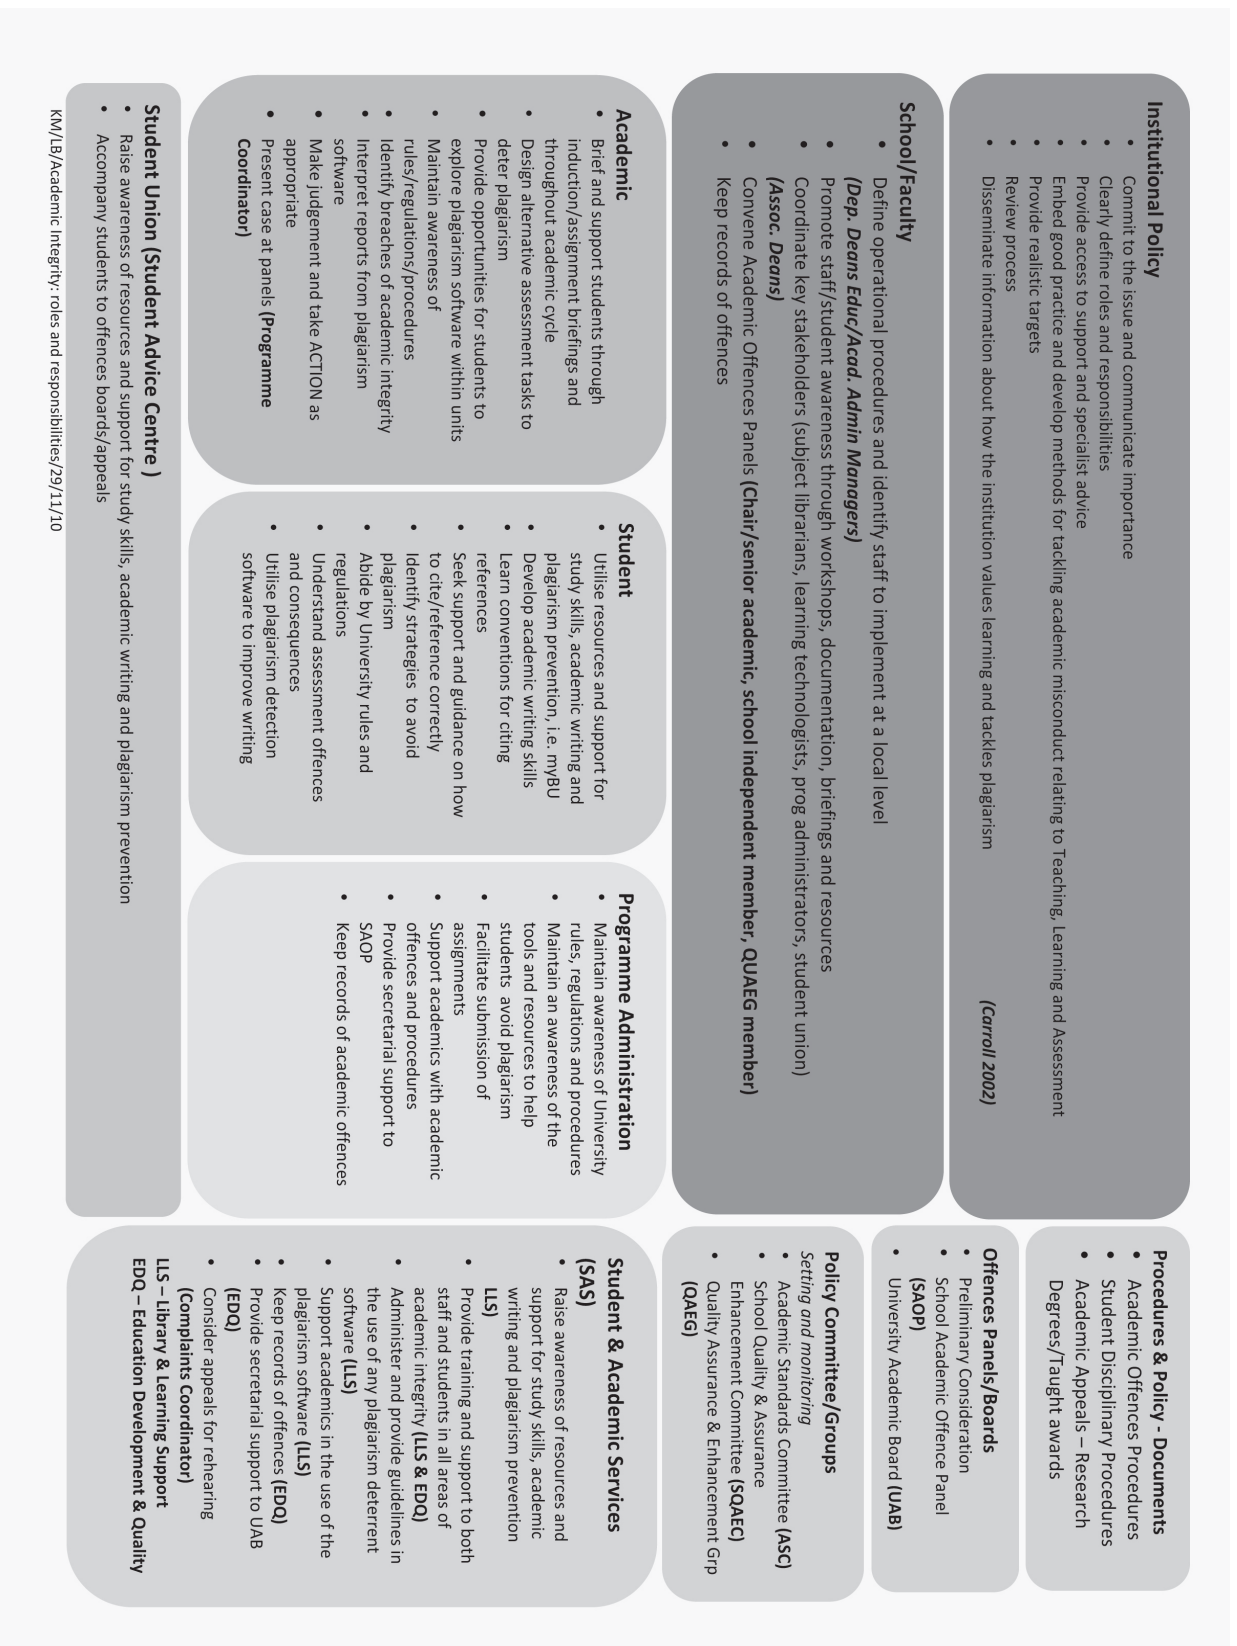 Institutional Policy
• Commit to the issue and communicate importance
• Clearly define roles and responsibilities
• Provide access to support and specialist advice
• Embed good practice and develop methods for tackling academic misconduct relating to Teaching, Learning and Assessment
• Provide realistic targets
• Review process
• Disseminate information about how the institution values learning and tackles plagiarism (Carroll 2002)
Procedures & Policy - Documents
• Academic Offences Procedures
• Student Disciplinary Procedures
• Academic Appeals – Research
Degrees/Taught awards
School/Faculty
• Define operational procedures and identify staff to implement at a local level
(Dep. Deans Educ/Acad. Admin Managers)
• Promote staff/student awareness through workshops, documentation, briefings and resources
• Coordinate key stakeholders (subject librarians, learning technologists, prog administrators, student union)
(Assoc. Deans)
• Convene Academic Offences Panels (Chair/senior academic, school independent member, QUAEG member)
• Keep records of offences
Offences Panels/Boards
• Preliminary Consideration
• School Academic Offence Panel
(SAOP)
• University Academic Board (UAB)
Policy Committee/Groups
Setting and monitoring
• Academic Standards Committee (ASC)
• School Quality & Assurance
Enhancement Committee (SQAEC)
• Quality Assurance & Enhancement Grp
(QAEG)
Academic
• Brief and support students through
induction/assignment briefings and
throughout academic cycle
• Design alternative assessment tasks to
deter plagiarism
• Provide opportunities for students to
explore plagiarism software within units
• Maintain awareness of
rules/regulations/procedures
• Identify breaches of academic integrity
• Interpret reports from plagiarism
software
• Make judgement and take ACTION as
appropriate
• Present case at panels (Programme
Coordinator)
Student
• Utilise resources and support for
study skills, academic writing and
plagiarism prevention, i.e. myBU
• Develop academic writing skills
• Learn conventions for citing
references
• Seek support and guidance on how
to cite/reference correctly
• Identify strategies to avoid
plagiarism
• Abide by University rules and
regulations
• Understand assessment offences
and consequences
• Utilise plagiarism detection
software to improve writing
Programme Administration
• Maintain awareness of University
rules, regulations and procedures
• Maintain an awareness of the
tools and resources to help
students avoid plagiarism
• Facilitate submission of
assignments
• Support academics with academic
offences and procedures
• Provide secretarial support to
SAOP
• Keep records of academic offences
Student & Academic Services
(SAS)
• Raise awareness of resources and
support for study skills, academic
writing and plagiarism prevention
LLS)
• Provide training and support to both
staff and students in all areas of
academic integrity (LLS & EDQ)
• Administer and provide guidelines in
the use of any plagiarism deterrent
software (LLS)
• Support academics in the use of the
plagiarism software (LLS)
• Keep records of offences (EDQ)
• Provide secretarial support to UAB
(EDQ)
• Consider appeals for rehearing
(Complaints Coordinator)
LLS – Library & Learning Support
EDQ – Education Development & Quality
Student Union (Student Advice Centre )
• Raise awareness of resources and support for study skills, academic writing and plagiarism prevention
• Accompany students to offences boards/appeals
KM/LB/Academic Integrity: roles and responsibilities/29/11/10